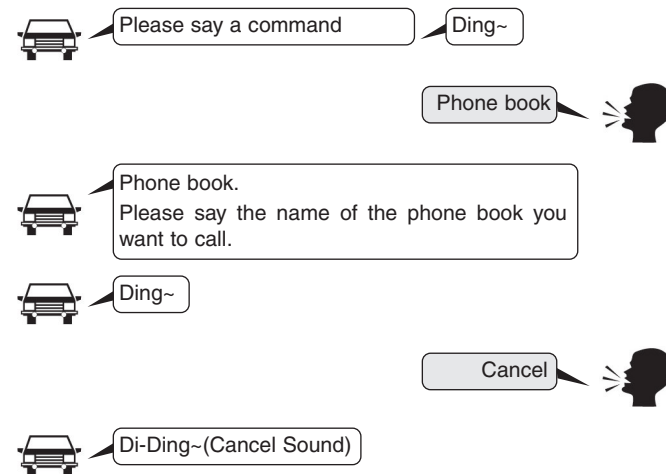 Please say a command Ding~
Phone book
Phone book.
Please say the name of the phone book you
want to call.
Ding~
Cancel
Di-Ding~(Cancel Sound)